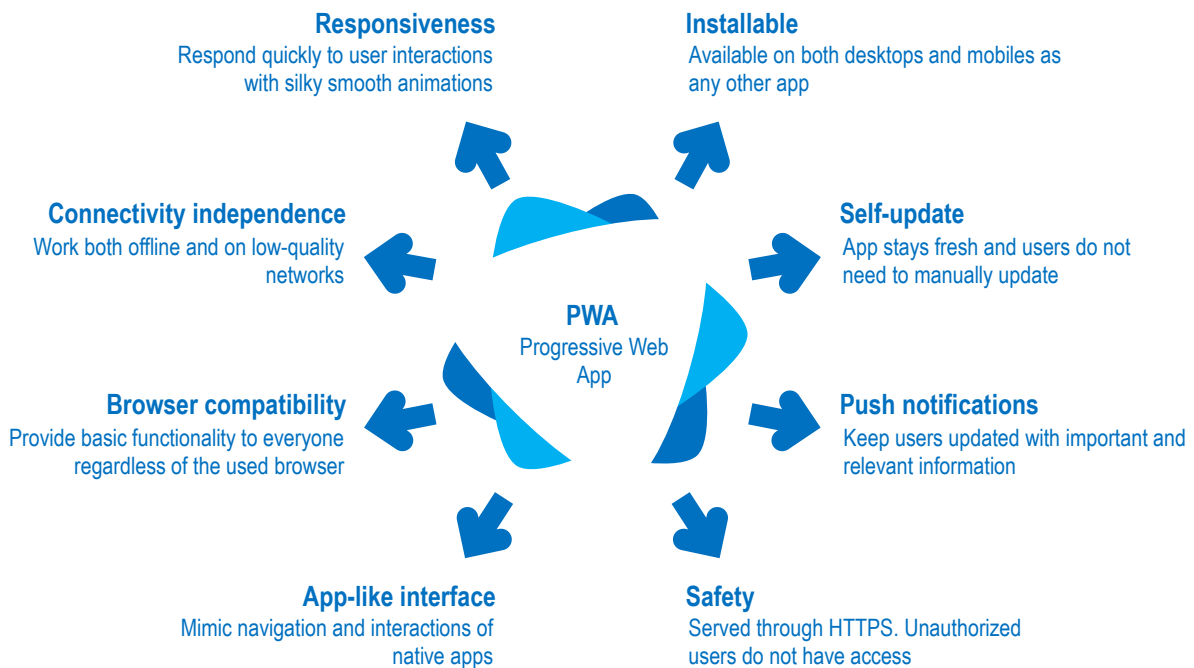 Responsiveness
Respond quickly to user interactions
with silky smooth animations
Installable
Available on both desktops and mobiles as
any other app
Connectivity independence
Work both offline and on low-quality
networks
Self-update
App stays fresh and users do not
need to manually update
PWA
Progressive Web
App
Browser compatibility
Provide basic functionality to everyone
regardless of the used browser
Push notifications
Keep users updated with important and
relevant information
App-like interface
Mimic navigation and interactions of
native apps
Safety
Served through HTTPS. Unauthorized
users do not have access